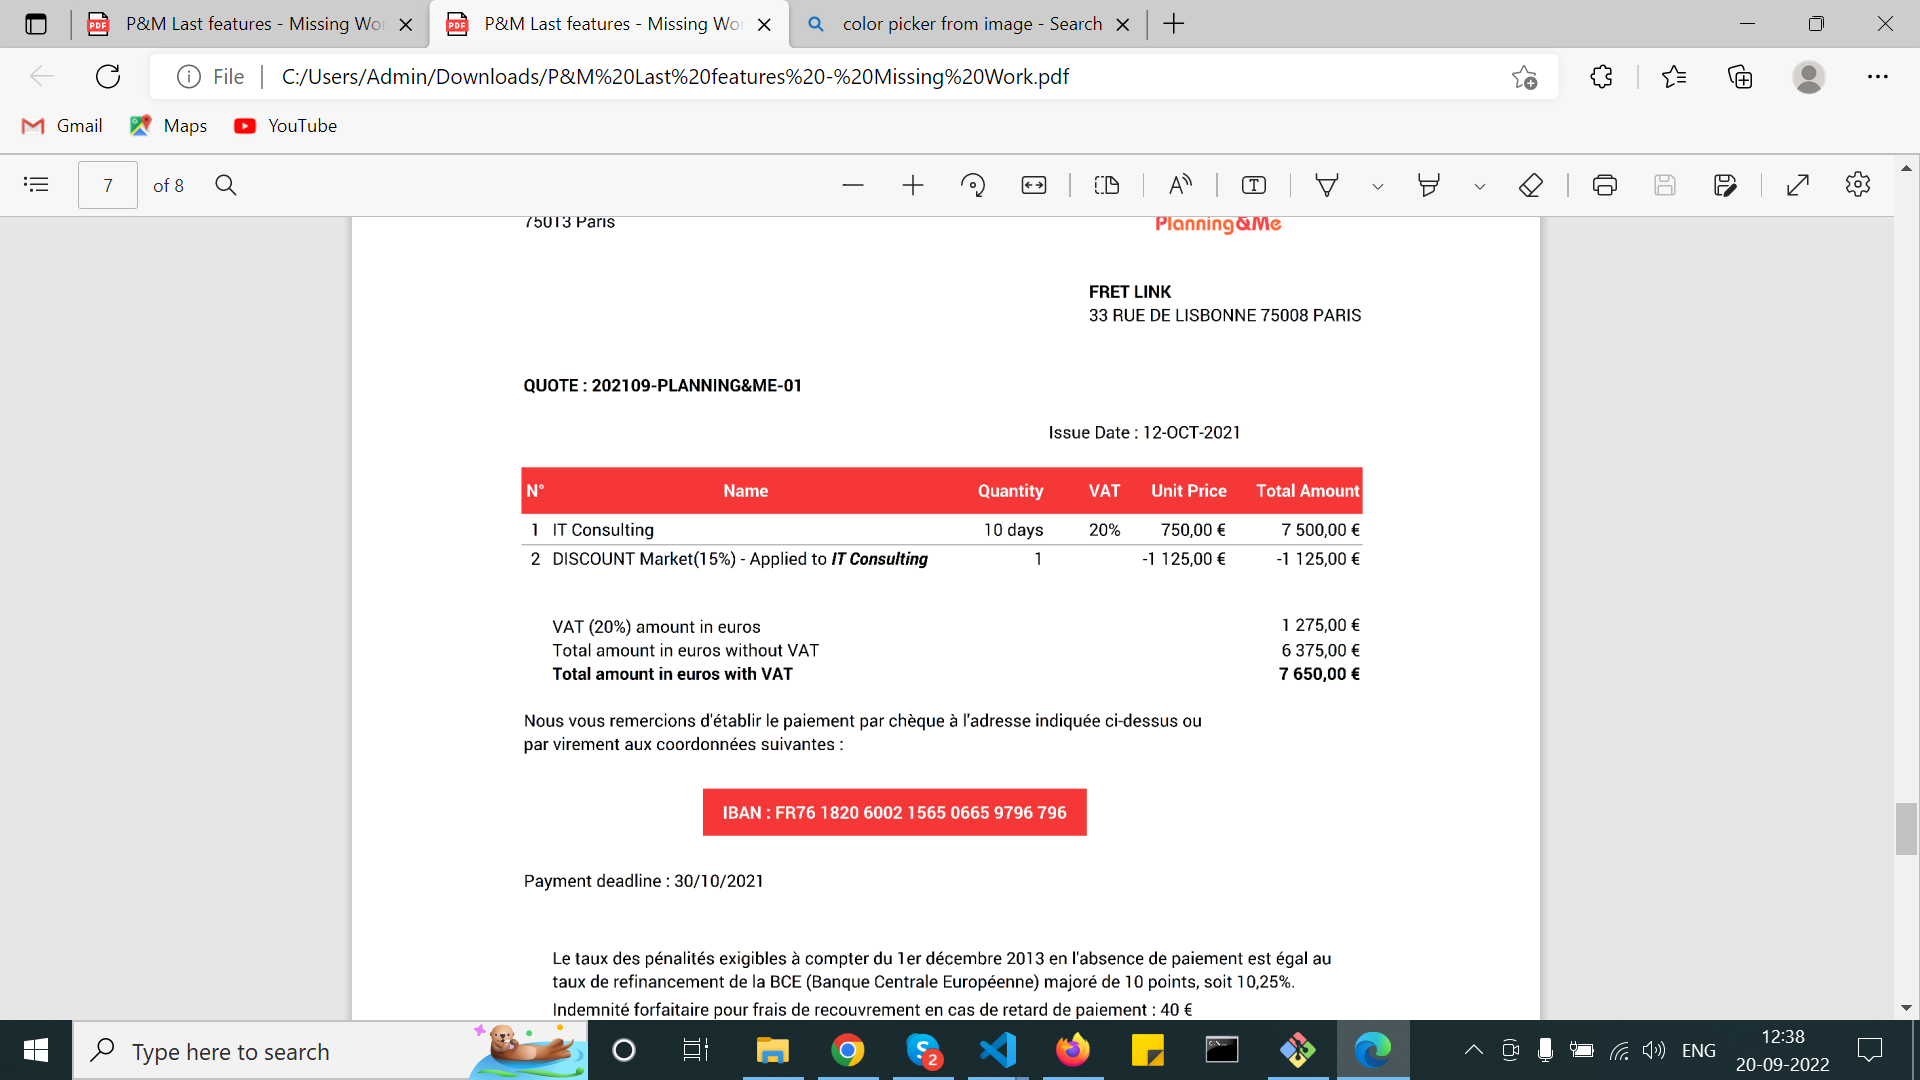 P&M Last features - Missing Wo
P&M Last features - Missing Wo
color picker from image - Search
File
C:/Users/Admin/Downloads/P&M%20Last%20features%20-%20Missing%20Work.pdf
Gmail
Maps
YouTube
7 of 8
75013 Paris
Planning&Me
FRET LINK
33 RUE DE LISBONNE 75008 PARIS
QUOTE : 202109-PLANNING&ME-01
Issue Date : 12-OCT-2021
N° Name Quantity VAT Unit Price Total Amount
1 IT Consulting 10 days 20% 750,00 € 7 500,00 €
2 DISCOUNT Market(15%) - Applied to IT Consulting 1 -1 125,00 € -1 125,00 €
VAT (20%) amount in euros 1 275,00 €
Total amount in euros without VAT 6 375,00 €
Total amount in euros with VAT 7 650,00 €
Nous vous remercions d'établir le paiement par chèque à l'adresse indiquée ci-dessus ou
par virement aux coordonnées suivantes :
IBAN : FR76 1820 6002 1565 0665 9796 796
Payment deadline : 30/10/2021
Le taux des pénalités exigibles à compter du 1er décembre 2013 en l'absence de paiement est égal au
taux de refinancement de la BCE (Banque Centrale Européenne) majoré de 10 points, soit 10,25%.
Indemnité forfaitaire pour frais de recouvrement en cas de retard de paiement : 40 €
Type here to search
2
ENG
12:38
20-09-2022